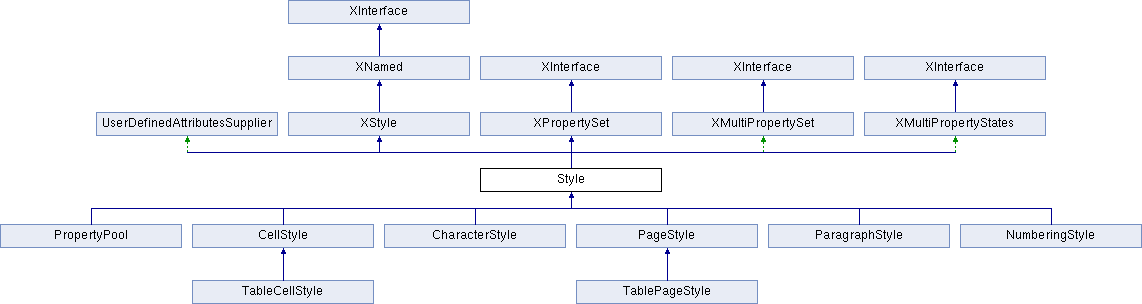 XInterface
XNamed
XInterface
XInterface
XInterface
UserDefinedAttributesSupplier
XStyle
XPropertySet
XMultiPropertySet
XMultiPropertyStates
Style
PropertyPool
CellStyle
CharacterStyle
PageStyle
ParagraphStyle
NumberingStyle
TableCellStyle
TablePageStyle